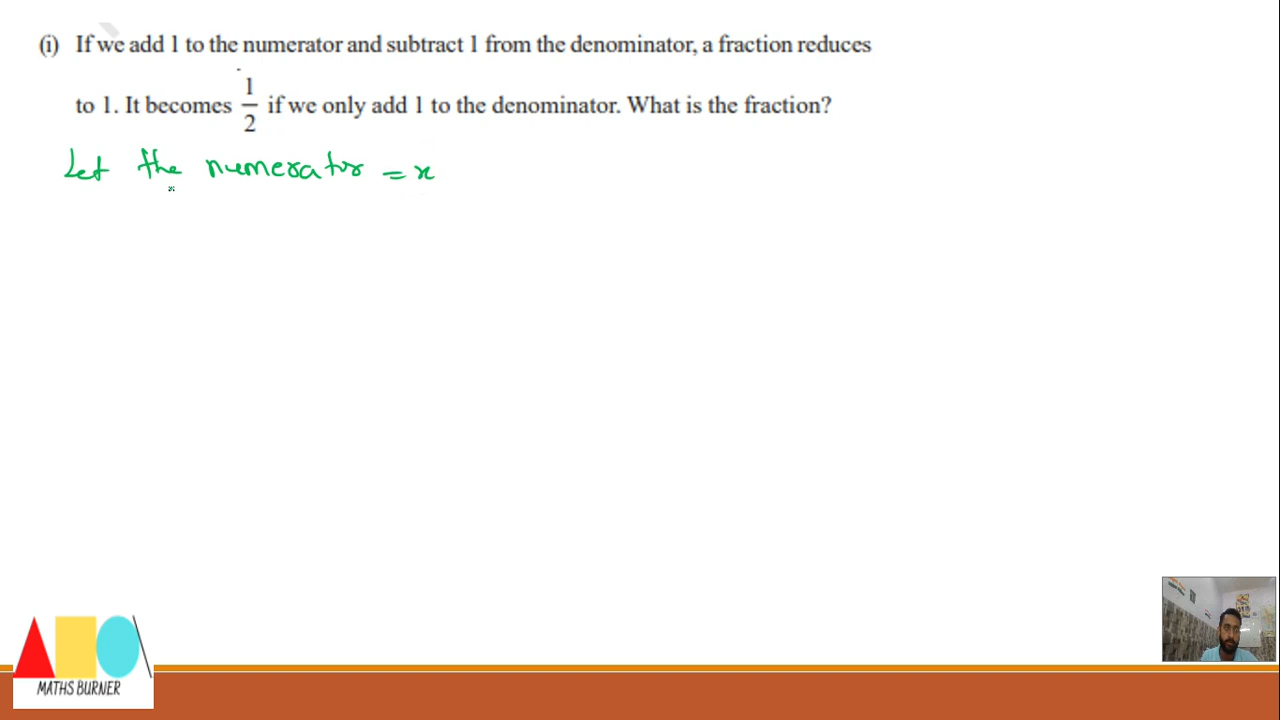 (i) If we add 1 to the numerator and subtract 1 from the denominator, a fraction reduces
to 1. It becomes 1/2 if we only add 1 to the denominator. What is the fraction?
Let the numerator = x
MATHS BURNER